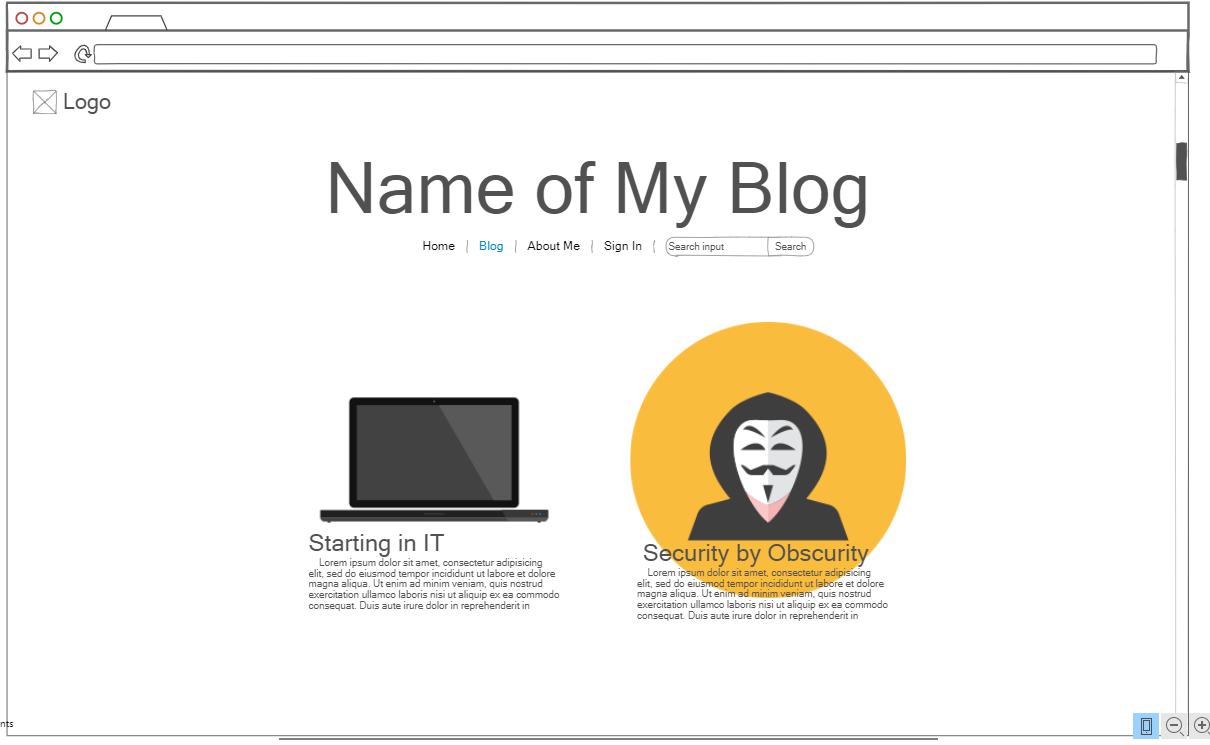 Logo
Name of My Blog
Home | Blog | About Me | Sign In | Search input Search
Starting in IT
Lorem ipsum dolor sit amet, consectetur adipisicing
elit, sed do eiusmod tempor incididunt ut labore et dolore
magna aliqua. Ut enim ad minim veniam, quis nostrud
exercitation ullamco laboris nisi ut aliquip ex ea commodo
consequat. Duis aute irure dolor in reprehenderit in
Security by Obscurity
Lorem ipsum dolor sit amet, consectetur adipisicing
elit, sed do eiusmod tempor incididunt ut labore et dolore
magna aliqua. Ut enim ad minim veniam, quis nostrud
exercitation ullamco laboris nisi ut aliquip ex ea commodo
consequat. Duis aute irure dolor in reprehenderit in
nts